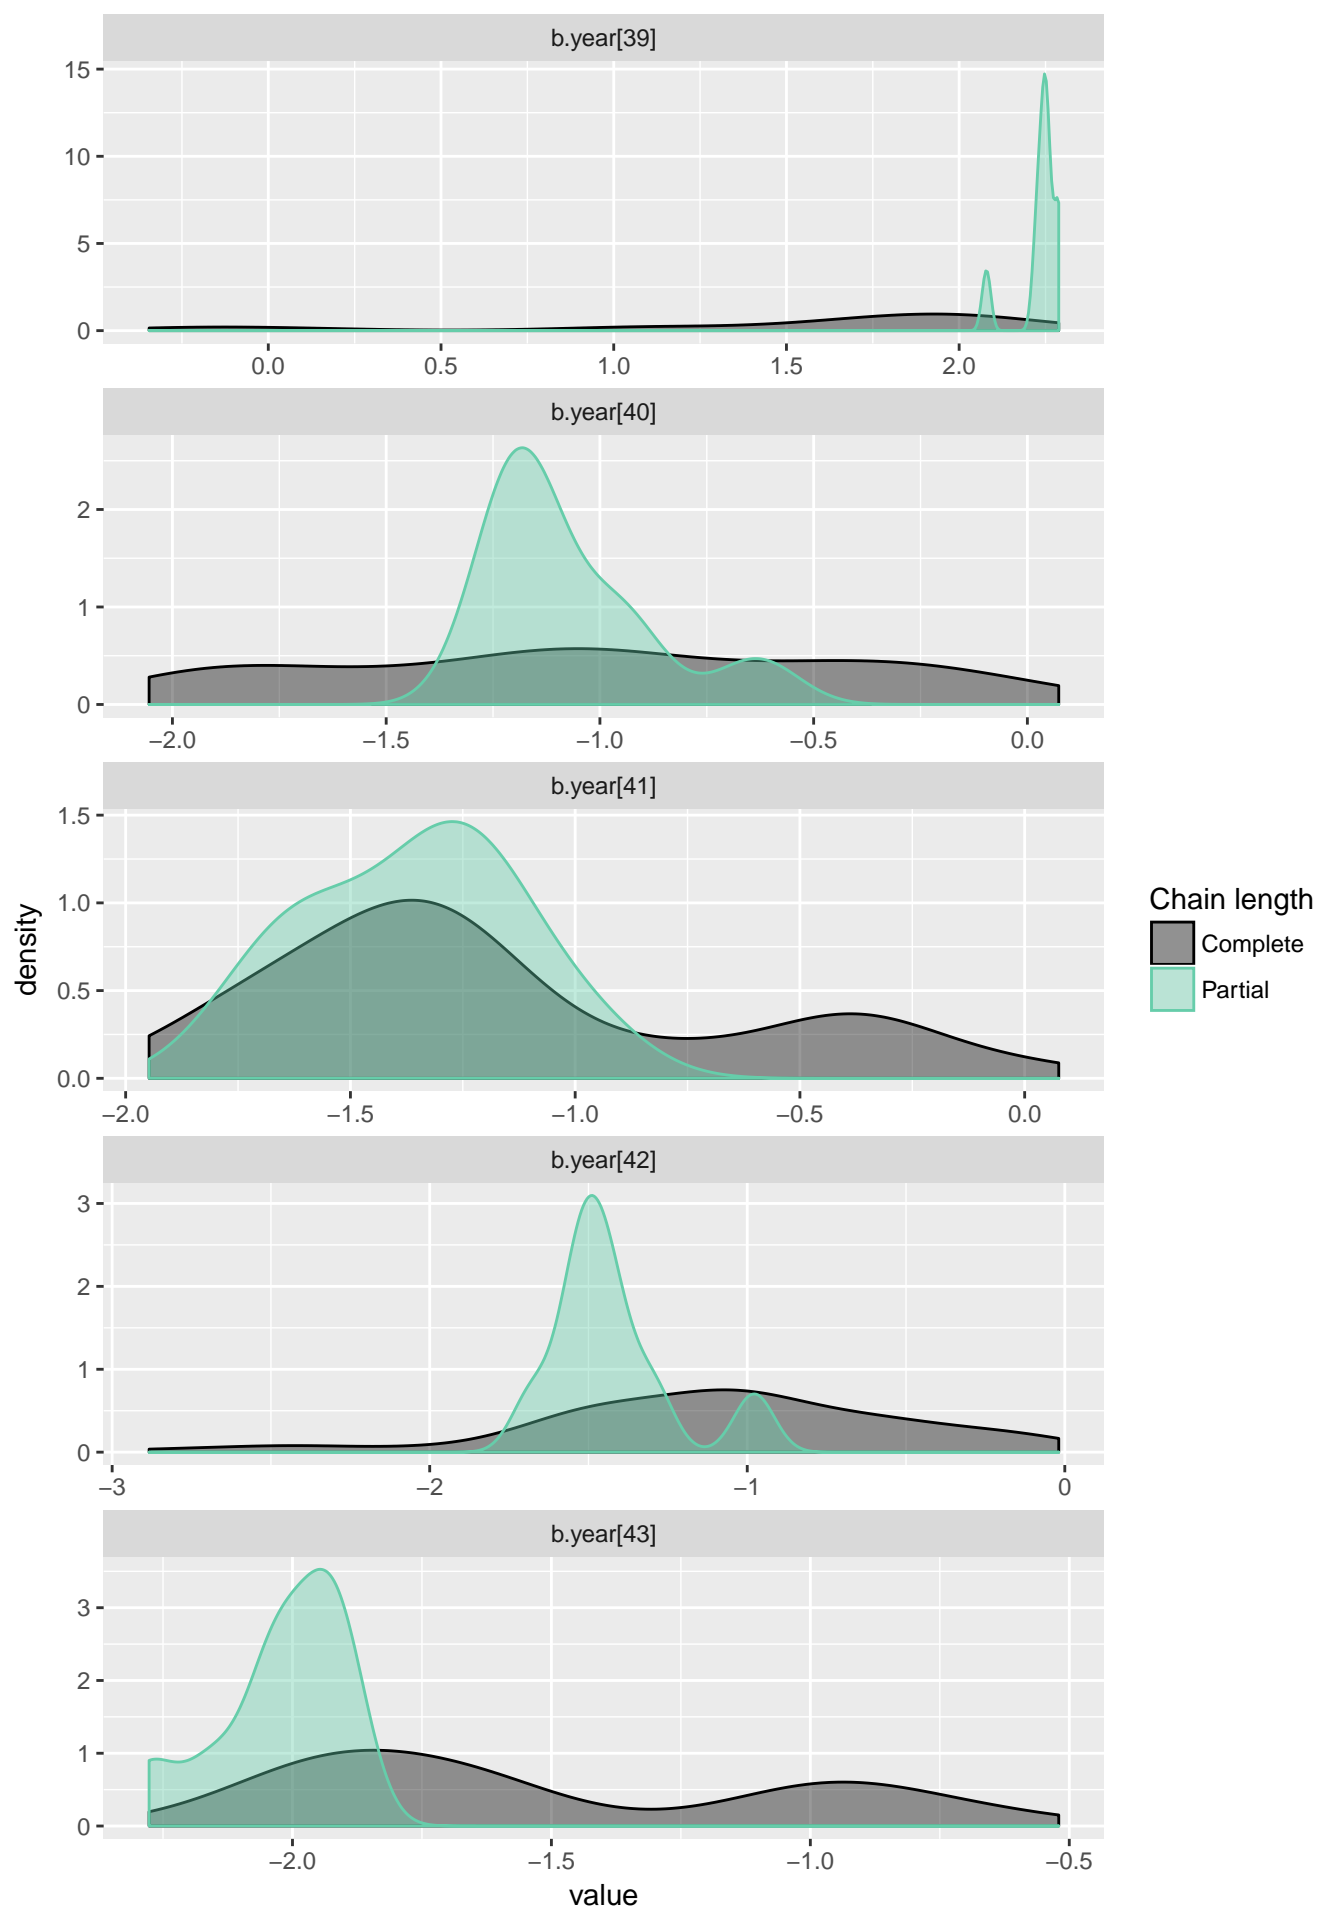 b.year[39]
15
10
5
0
0.0 0.5 1.0 1.5 2.0
b.year[40]
2
1
0
−2.0 −1.5 −1.0 −0.5 0.0
b.year[41]
1.5
1.0
0.5
0.0
−2.0 −1.5 −1.0 −0.5 0.0
b.year[42]
3
2
1
0
−3 −2 −1 0
b.year[43]
3
2
1
0
−2.0 −1.5 −1.0 −0.5
value
density
Chain length
Complete
Partial